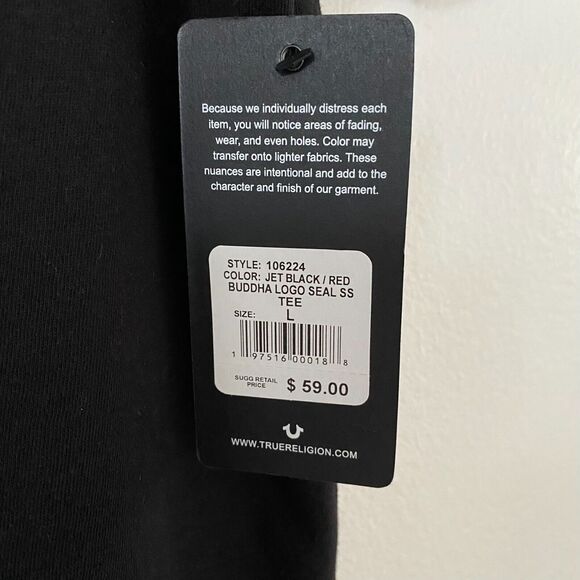 Because we individually distress each
item, you will notice areas of fading,
wear, and even holes. Color may
transfer onto lighter fabrics. These
nuances are intentional and add to the
character and finish of our garment.
STYLE: 106224
COLOR: JET BLACK / RED
BUDDHA LOGO SEAL SS
TEE
SIZE: L
1 97516 00018 8
SUGG RETAIL
PRICE $ 59.00
WWW.TRUERELIGION.COM